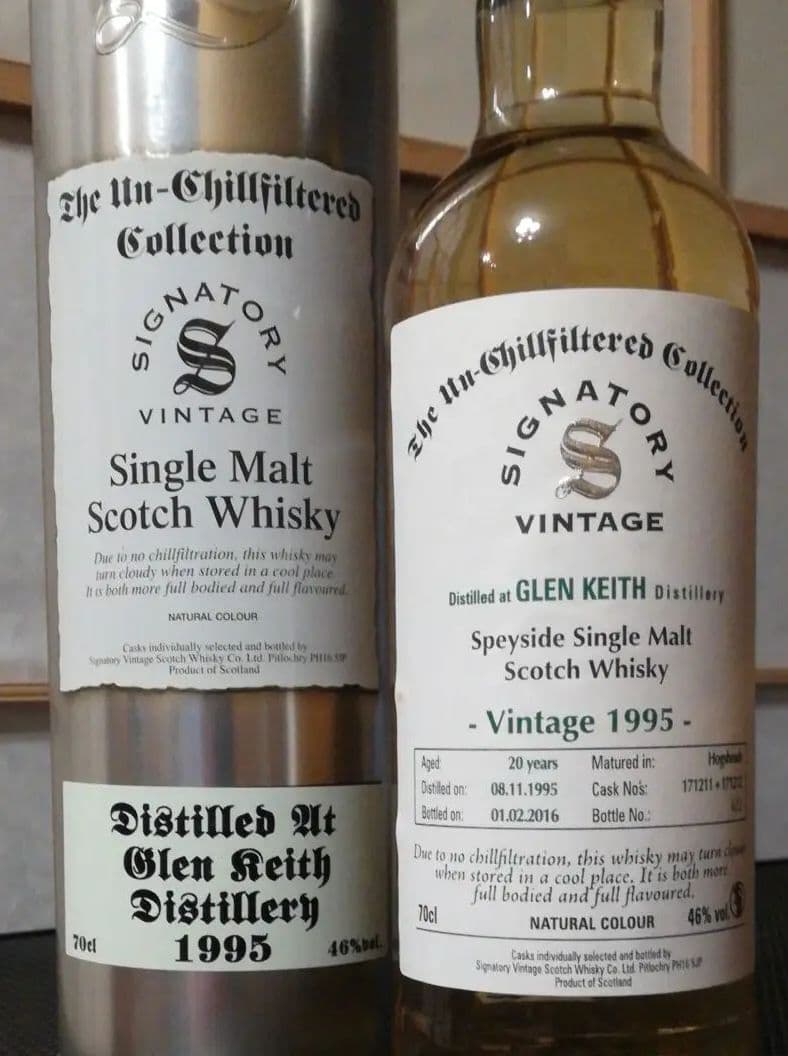 The Un-Chillfiltered
Collection
SIGNATORY
S
VINTAGE
Single Malt
Scotch Whisky
Due to no chillfiltration, this whisky may
turn cloudy when stored in a cool place.
It is both more full bodied and full flavoured.
NATURAL COLOUR
Casks individually selected and bottled by
Signatory Vintage Scotch Whisky Co. Ltd. Pitlochry PH16 5JP
Product of Scotland
Distilled At
Glen Keith
Distillery
70cl 1995 46%vol.
The Un-Chillfiltered Collection
SIGNATORY
S
VINTAGE
Distilled at GLEN KEITH Distillery
Speyside Single Malt
Scotch Whisky
- Vintage 1995 -
Aged: 20 years Matured in: Hogsheads
Distilled on: 08.11.1995 Cask No's: 171211+171212
Bottled on: 01.02.2016 Bottle No.:
Due to no chillfiltration, this whisky may turn cloudy
when stored in a cool place. It is both more
full bodied and full flavoured.
70cl NATURAL COLOUR 46% vol.
Casks individually selected and bottled by
Signatory Vintage Scotch Whisky Co. Ltd. Pitlochry PH16 5JP
Product of Scotland